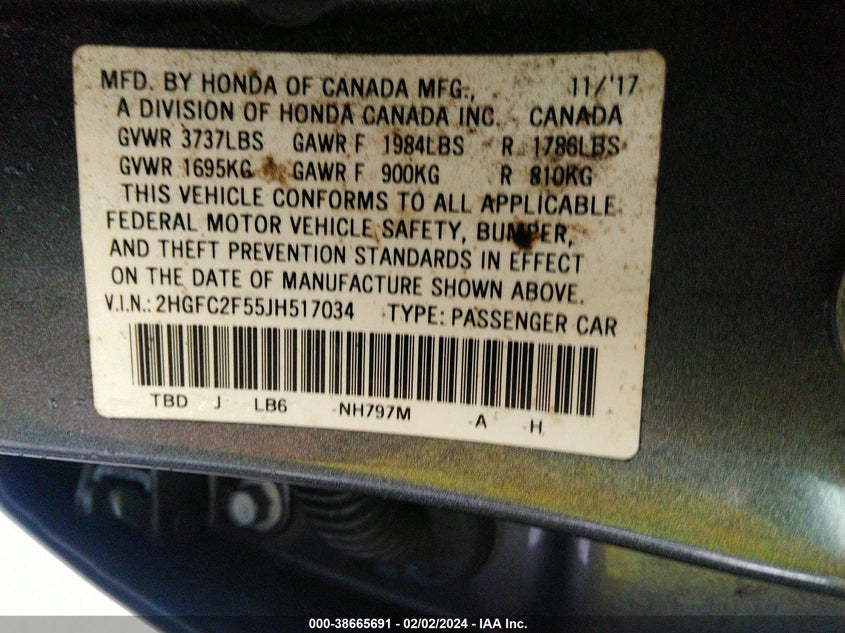 MFD. BY HONDA OF CANADA MFG., 11/'17
A DIVISION OF HONDA CANADA INC. CANADA
GVWR 3737LBS GAWR F 1984LBS R 1786LBS
GVWR 1695KG GAWR F 900KG R 810KG
THIS VEHICLE CONFORMS TO ALL APPLICABLE
FEDERAL MOTOR VEHICLE SAFETY, BUMPER,
AND THEFT PREVENTION STANDARDS IN EFFECT
ON THE DATE OF MANUFACTURE SHOWN ABOVE.
V.I.N.: 2HGFC2F55JH517034 TYPE: PASSENGER CAR
TBD J LB6 NH797M A H
000-38665691 - 02/02/2024 - IAA Inc.